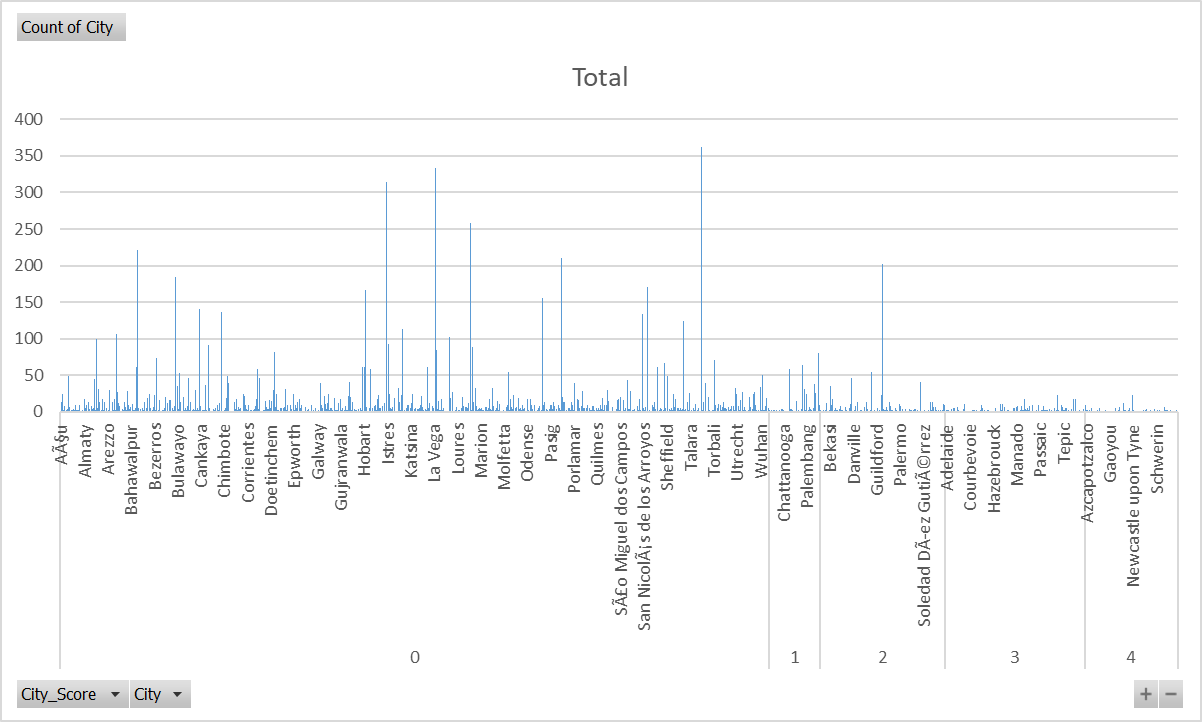 Count of City
Total
400
350
300
250
200
150
100
50
0
AÃ§u
Almaty
Arezzo
Bahawalpur
Bezerros
Bulawayo
Cankaya
Chimbote
Corrientes
Doetinchem
Epworth
Galway
Gujranwala
Hobart
Istres
Katsina
La Vega
Loures
Marion
Molfetta
Odense
Pasig
Porlamar
Quilmes
SÃ£o Miguel dos Campos
San NicolÃ¡s de los Arroyos
Sheffield
Talara
Torbali
Utrecht
Wuhan
Chattanooga
Palembang
Bekasi
Danville
Guildford
Palermo
Soledad DÃ-ez GutiÃ©rrez
Adelaide
Courbevoie
Hazebrouck
Manado
Passaic
Tepic
Azcapotzalco
Gaoyou
Newcastle upon Tyne
Schwerin
0
1
2
3
4
City_Score
City